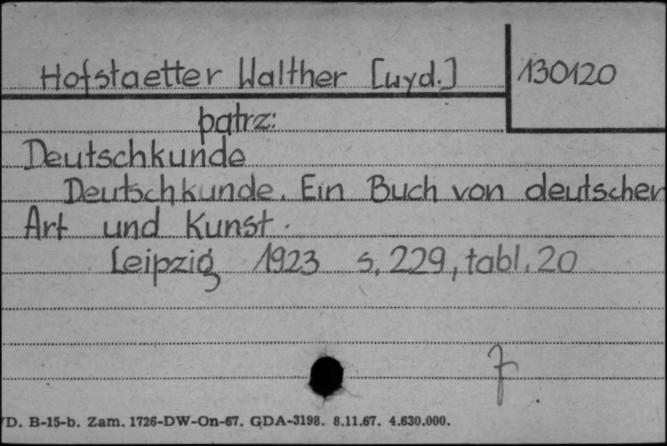 Hofstaetter Walther [wyd.] 130120
patrz:
Deutschkunde
Deutschkunde. Ein Buch von deutscher
Art und Kunst.
Leipzig 1923 s. 229, tabl. 20
7
/D. B-15-b. Zam. 1726-DW-On-67. GDA-3198. 8.11.67. 4.630.000.